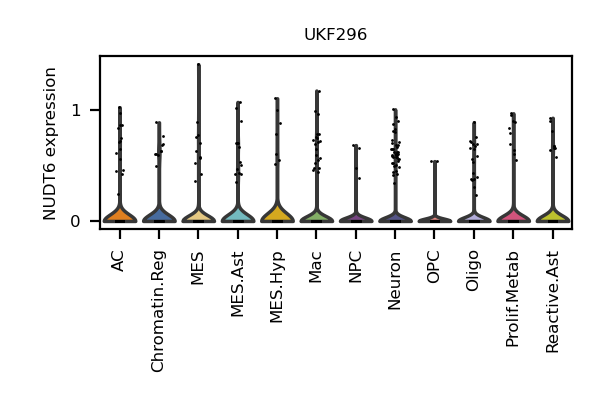 UKF296
NUDT6 expression
1
0
AC
Chromatin.Reg
MES
MES.Ast
MES.Hyp
Mac
NPC
Neuron
OPC
Oligo
Prolif.Metab
Reactive.Ast